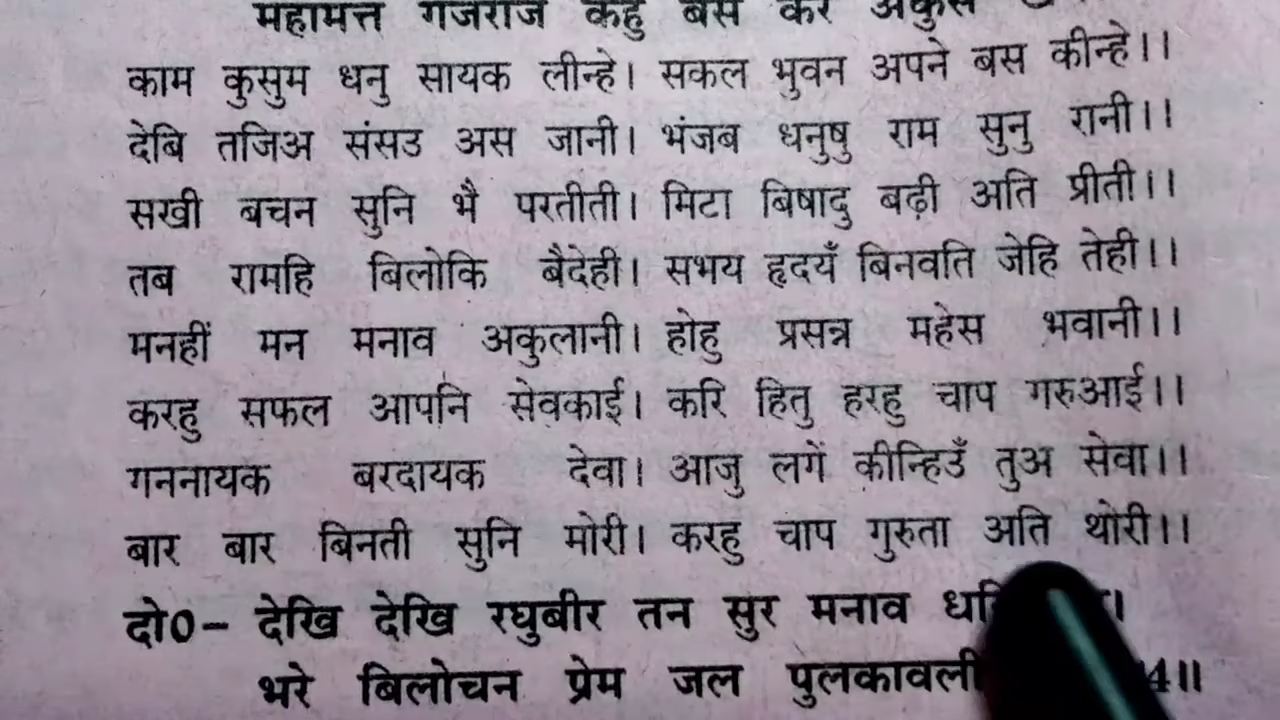 महामत्त गजराज कहु बस कर अंकुस
काम कुसुम धनु सायक लीन्हे। सकल भुवन अपने बस कीन्हे।।
देबि तजिअ संसउ अस जानी। भंजब धनुषु राम सुनु रानी।।
सखी बचन सुनि भै परतीती। मिटा बिषादु बढ़ी अति प्रीती।।
तब रामहि बिलोकि बैदेही। सभय हृदयँ बिनवति जेहि तेही।।
मनहीं मन मनाव अकुलानी। होहु प्रसन्न महेस भवानी।।
करहु सफल आपनि सेवकाई। करि हितु हरहु चाप गरुआई।।
गननायक बरदायक देवा। आजु लगें कीन्हिउँ तुअ सेवा।।
बार बार बिनती सुनि मोरी। करहु चाप गुरुता अति थोरी।।
दो0– देखि देखि रघुबीर तन सुर मनाव
भरे बिलोचन प्रेम जल पुलकावली